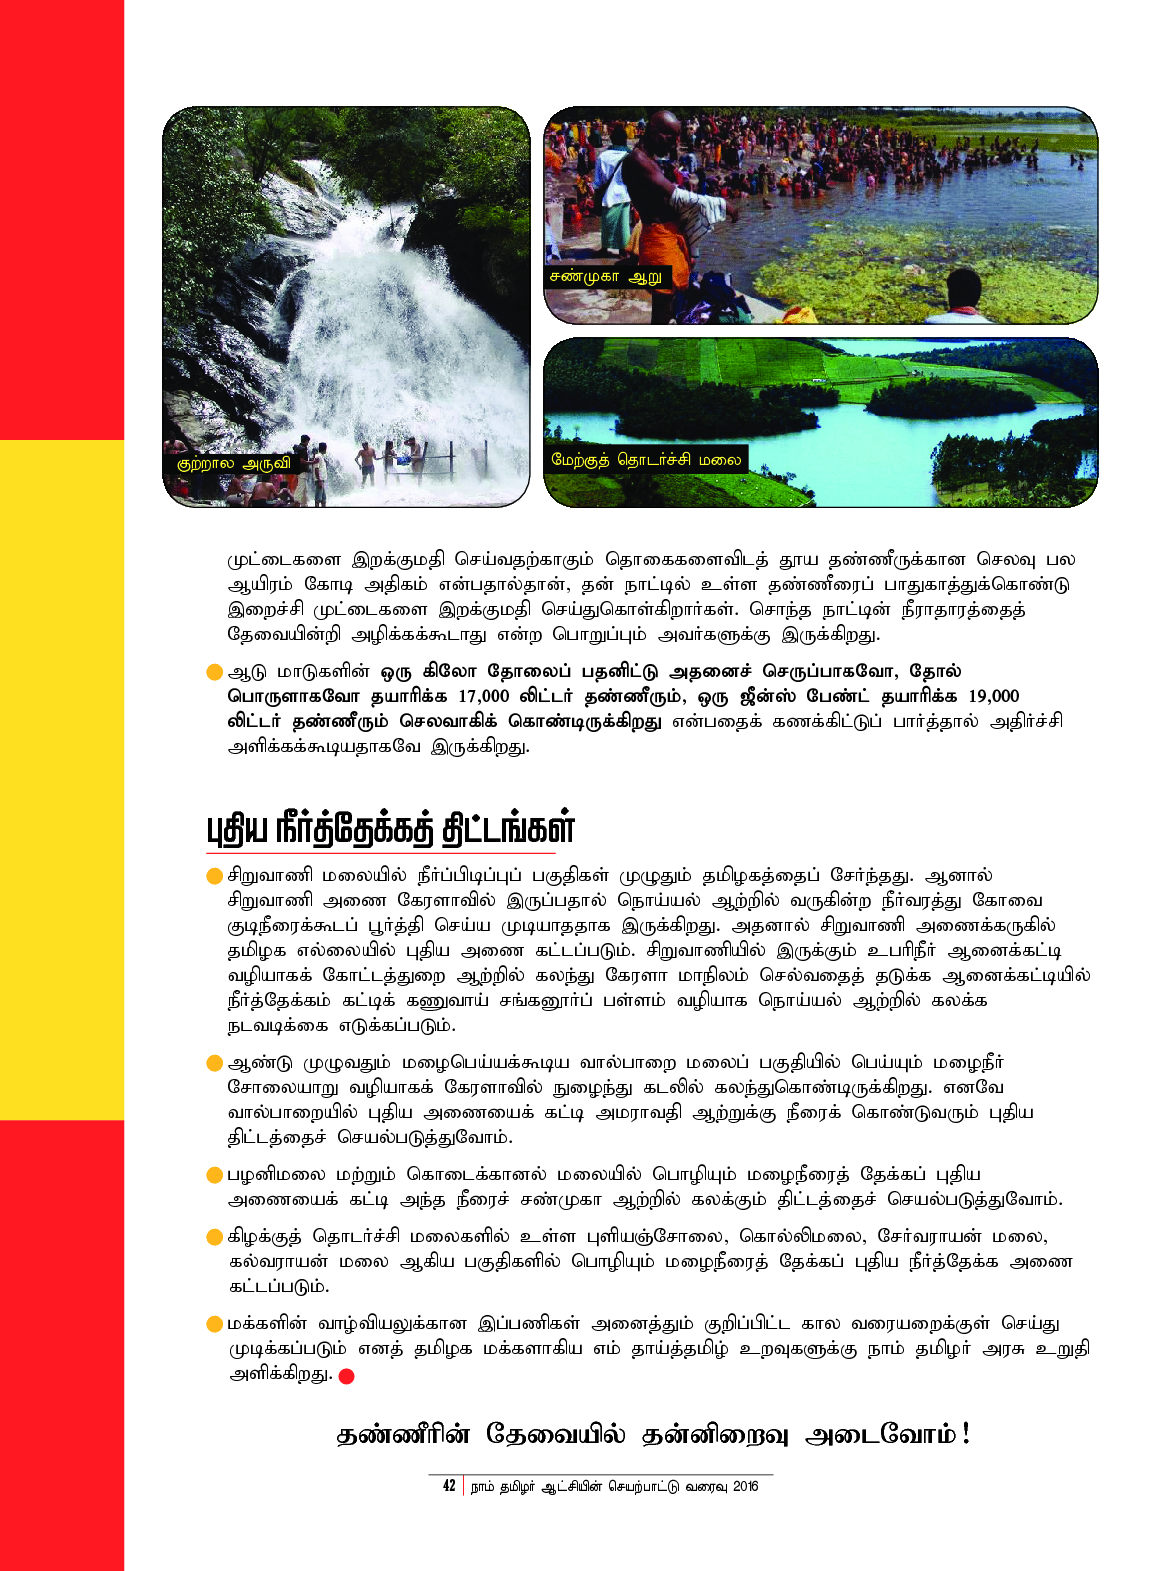 சண்முகா ஆறு
குற்றால அருவி
மேற்குத் தொடர்ச்சி மலை
முட்டைகளை இறக்குமதி செய்வதற்காகும் தொகைகளைவிடத் தூய தண்ணீருக்கான செலவு பல
ஆயிரம் கோடி அதிகம் என்பதால்தான், தன் நாட்டில் உள்ள தண்ணீரைப் பாதுகாத்துக்கொண்டு
இறைச்சி முட்டைகளை இறக்குமதி செய்துகொள்கிறார்கள். சொந்த நாட்டின் நீராதாரத்தைத்
தேவையின்றி அழிக்கக்கூடாது என்ற பொறுப்பும் அவர்களுக்கு இருக்கிறது.
ஆடு மாடுகளின் ஒரு கிலோ தோலைப் பதனிட்டு அதனைச் செருப்பாகவோ, தோல்
பொருளாகவோ தயாரிக்க 17,000 லிட்டர் தண்ணீரும், ஒரு ஜீன்ஸ் பேண்ட் தயாரிக்க 19,000
லிட்டர் தண்ணீரும் செலவாகிக் கொண்டிருக்கிறது என்பதைக் கணக்கிட்டுப் பார்த்தால் அதிர்ச்சி
அளிக்கக்கூடியதாகவே இருக்கிறது.
புதிய நீர்த்தேக்கத் திட்டங்கள்
சிறுவாணி மலையில் நீர்ப்பிடிப்புப் பகுதிகள் முழுதும் தமிழகத்தைப் சேர்ந்தது. ஆனால்
சிறுவாணி அணை கேரளாவில் இருப்பதால் நொய்யல் ஆற்றில் வருகின்ற நீர்வரத்து கோவை
குடிநீரைக்கூடப் பூர்த்தி செய்ய முடியாததாக இருக்கிறது. அதனால் சிறுவாணி அணைக்கருகில்
தமிழக எல்லையில் புதிய அணை கட்டப்படும். சிறுவாணியில் இருக்கும் உபரிநீர் ஆனைக்கட்டி
வழியாகக் கோட்டத்துறை ஆற்றில் கலந்து கேரளா மாநிலம் செல்வதைத் தடுக்க ஆனைக்கட்டியில்
நீர்த்தேக்கம் கட்டிக் கணுவாய் சங்கனூர்ப் பள்ளம் வழியாக நொய்யல் ஆற்றில் கலக்க
நடவடிக்கை எடுக்கப்படும்.
ஆண்டு முழுவதும் மழைபெய்யக்கூடிய வால்பாறை மலைப் பகுதியில் பெய்யும் மழைநீர்
சோலையாறு வழியாகக் கேரளாவில் நுழைந்து கடலில் கலந்துகொண்டிருக்கிறது. எனவே
வால்பாறையில் புதிய அணையைக் கட்டி அமராவதி ஆற்றுக்கு நீரைக் கொண்டுவரும் புதிய
திட்டத்தைச் செயல்படுத்துவோம்.
பழனிமலை மற்றும் கொடைக்கானல் மலையில் பொழியும் மழைநீரைத் தேக்கப் புதிய
அணையைக் கட்டி அந்த நீரைச் சண்முகா ஆற்றில் கலக்கும் திட்டத்தைச் செயல்படுத்துவோம்.
கிழக்குத் தொடர்ச்சி மலைகளில் உள்ள புளியஞ்சோலை, கொல்லிமலை, சேர்வராயன் மலை,
கல்வராயன் மலை ஆகிய பகுதிகளில் பொழியும் மழைநீரைத் தேக்கப் புதிய நீர்த்தேக்க அணை
கட்டப்படும்.
மக்களின் வாழ்வியலுக்கான இப்பணிகள் அனைத்தும் குறிப்பிட்ட கால வரையறைக்குள் செய்து
முடிக்கப்படும் எனத் தமிழக மக்களாகிய எம் தாய்த்தமிழ் உறவுகளுக்கு நாம் தமிழர் அரசு உறுதி
அளிக்கிறது.
தண்ணீரின் தேவையில் தன்னிறைவு அடைவோம்!
42 நாம் தமிழர் ஆட்சியின் செயற்பாட்டு வரைவு 2016